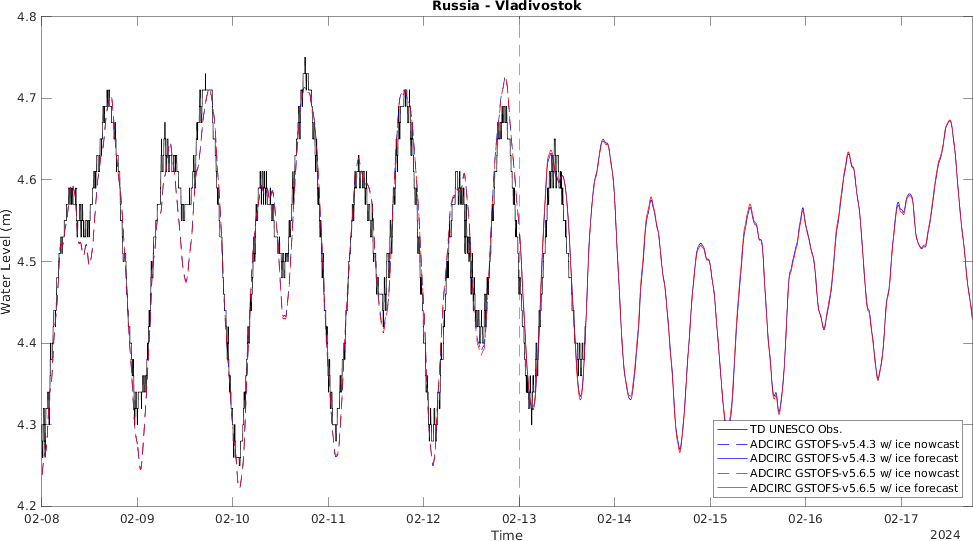 Russia - Vladivostok
4.8
4.7
4.6
4.5
4.4
4.3
4.2
Water Level (m)
TD UNESCO Obs.
ADCIRC GSTOFS-v5.4.3 w/ ice nowcast
ADCIRC GSTOFS-v5.4.3 w/ ice forecast
ADCIRC GSTOFS-v5.6.5 w/ ice nowcast
ADCIRC GSTOFS-v5.6.5 w/ ice forecast
02-08 02-09 02-10 02-11 02-12 02-13 02-14 02-15 02-16 02-17
Time
2024